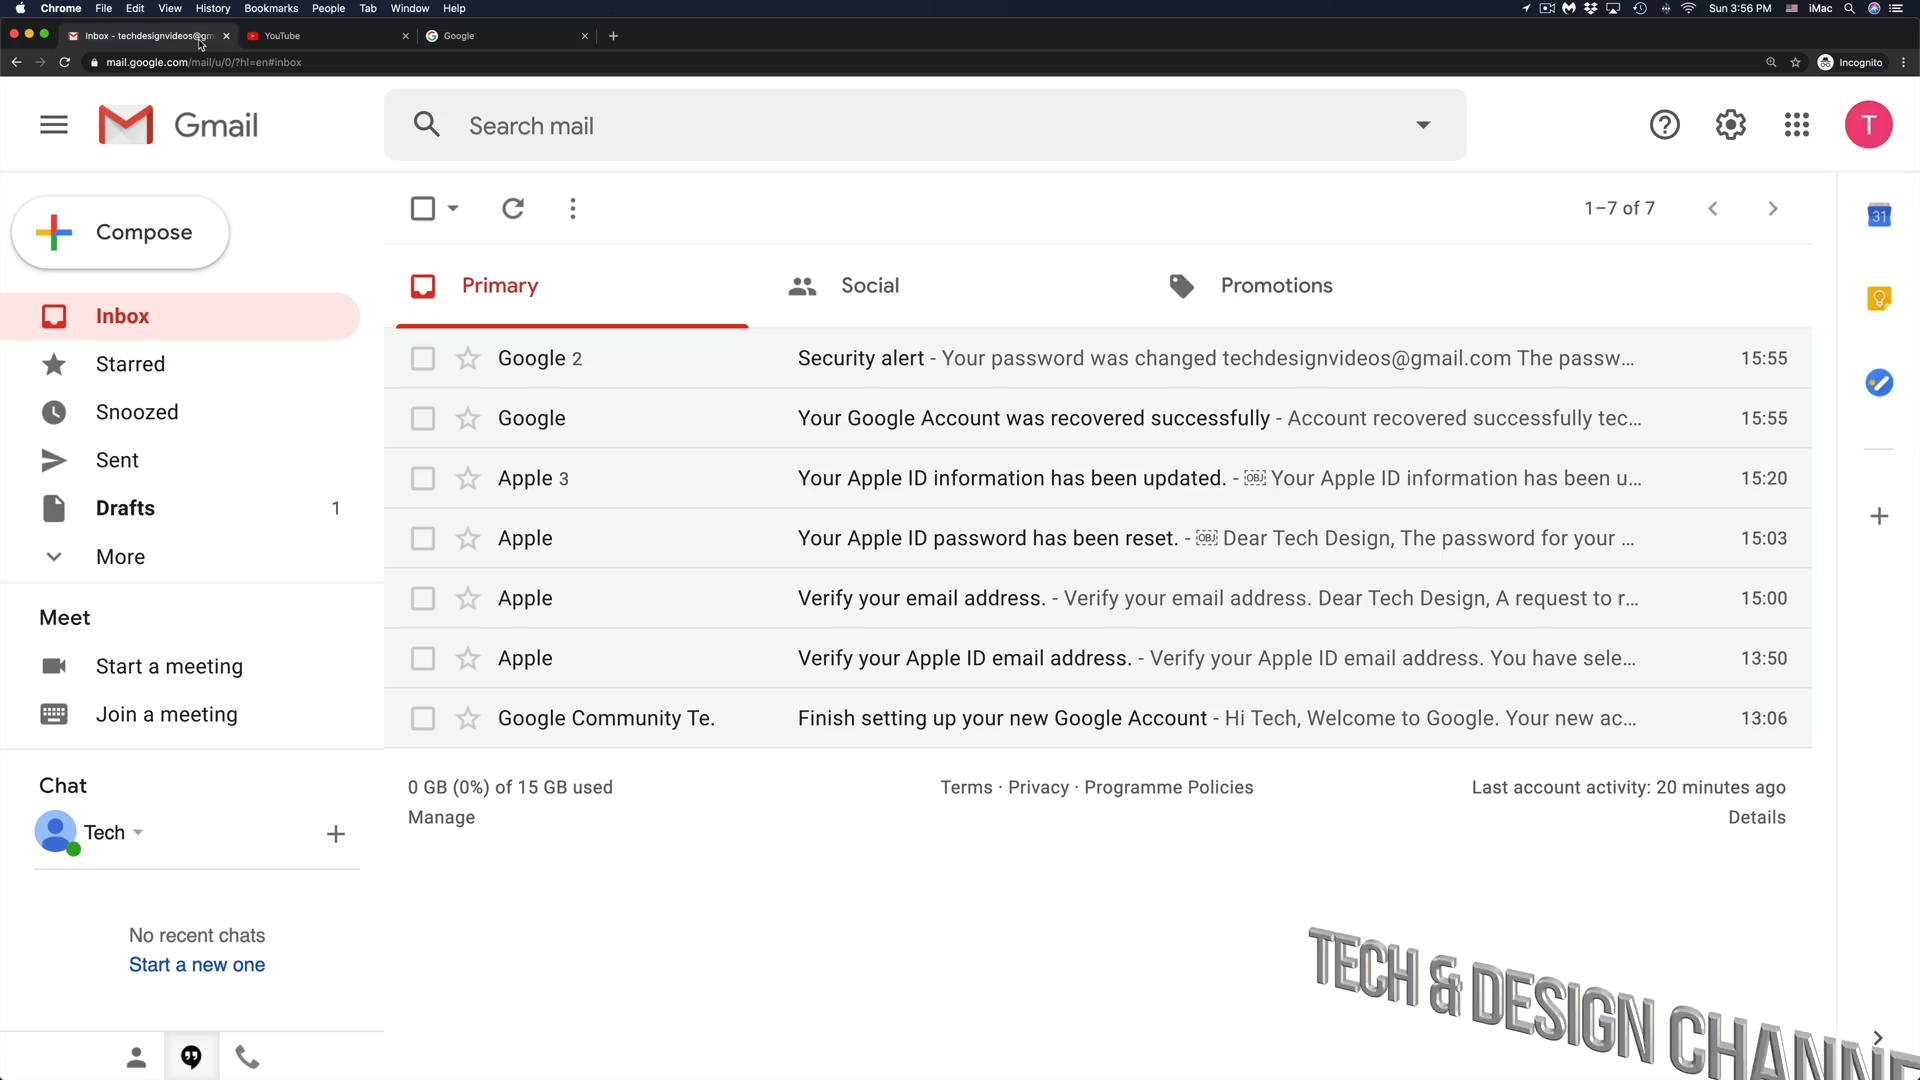 Chrome File Edit View History Bookmarks People Tab Window Help
Sun 3:56 PM iMac
Inbox - techdesignvideos@gm
YouTube
Google
mail.google.com/mail/u/0/?hl=en#inbox
Incognito
Gmail
Search mail
T
Compose
1–7 of 7
31
Primary
Social
Promotions
Inbox
Starred
Snoozed
Sent
Drafts 1
More
Google 2 Security alert - Your password was changed techdesignvideos@gmail.com The passw... 15:55
Google Your Google Account was recovered successfully - Account recovered successfully tec... 15:55
Apple 3 Your Apple ID information has been updated. - OBJ Your Apple ID information has been u... 15:20
Apple Your Apple ID password has been reset. - OBJ Dear Tech Design, The password for your ... 15:03
Apple Verify your email address. - Verify your email address. Dear Tech Design, A request to r... 15:00
Apple Verify your Apple ID email address. - Verify your Apple ID email address. You have sele... 13:50
Google Community Te. Finish setting up your new Google Account - Hi Tech, Welcome to Google. Your new ac... 13:06
Meet
Start a meeting
Join a meeting
Chat
Tech
No recent chats
Start a new one
0 GB (0%) of 15 GB used
Manage
Terms · Privacy · Programme Policies
Last account activity: 20 minutes ago
Details
TECH & DESIGN CHANNE